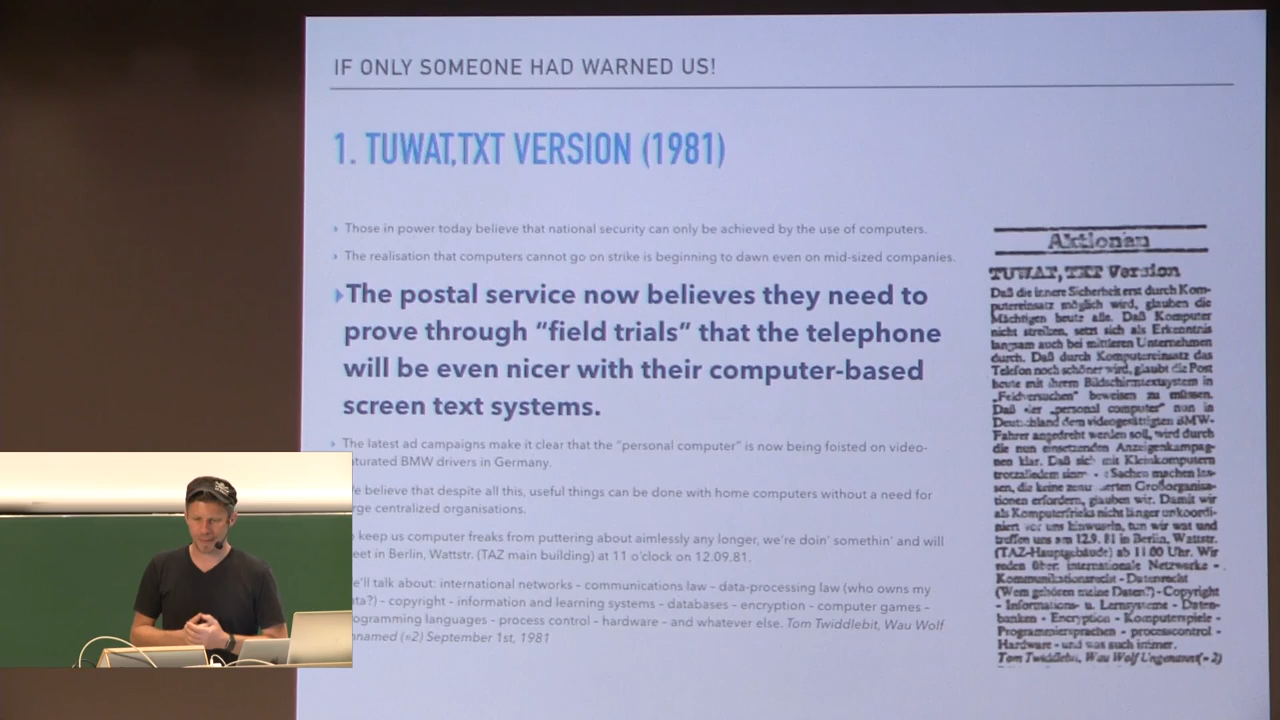 IF ONLY SOMEONE HAD WARNED US!
1. TUWAT,TXT VERSION (1981)
Those in power today believe that national security can only be achieved by the use of computers.
The realisation that computers cannot go on strike is beginning to dawn even on mid-sized companies.
The postal service now believes they need to
prove through “field trials” that the telephone
will be even nicer with their computer-based
screen text systems.
The latest ad campaigns make it clear that the “personal computer” is now being foisted on video-
BMW drivers in Germany.
believe that despite all this, useful things can be done with home computers without a need for
centralized organisations.
keep us computer freaks from puttering about aimlessly any longer, we’re doin’ somethin’ and will
in Berlin, Wattstr. (TAZ main building) at 11 o’clock on 12.09.81.
talk about: international networks - communications law - data-processing law (who owns my
- copyright - information and learning systems - databases - encryption - computer games -
languages - process control - hardware - and whatever else. Tom Twiddlebit, Wau Wolf
(=2) September 1st, 1981
Aktionen
TUWAT, TXT Version
Daß die innere Sicherheit erst durch Kom-
putereinsatz möglich wird, glauben die
Mächtigen heute alle. Daß Computer
nicht streiken, setzt sich als Erkenntnis
langsam auch bei mittleren Unternehmen
durch. Daß durch Komputereinsatz das
Telefon noch schöner wird, glaubt die Post
heute mit ihrem Bildschirmtextsystem in
„Feldversuchen" beweisen zu müssen.
Daß der „personal computer" nun in
Deutschland dem videogesättigten BMW-
Fahrer angedreht werden soll, wird durch
die nun einsetzenden Anzeigenkampag-
nen klar. Daß sich mit Kleinkomputern
trotzalledem Sachen machen las-
sen, die keine Großorganisa-
tionen erfordern, glauben wir. Damit wir
als Komputerfrieks nicht länger unkoordi-
niert vor uns hinwuseln, tun wir wat und
treffen uns am 12.9. 81 in Berlin, Wattstr.
(TAZ-Hauptgebäude) ab 11 00 Uhr. Wir
reden über: internationale Netzwerke -
Kommunikationsrecht - Datenrecht
(Wem gehören meine Daten?) - Copyright
- Informations- u. Lernsysteme - Daten-
banken - Encryption - Komputerspiele -
Programmiersprachen - processcontrol -
Hardware - und was auch immer.
Tom Twiddlebit, Wau Wolf Ungenannt(- 2)